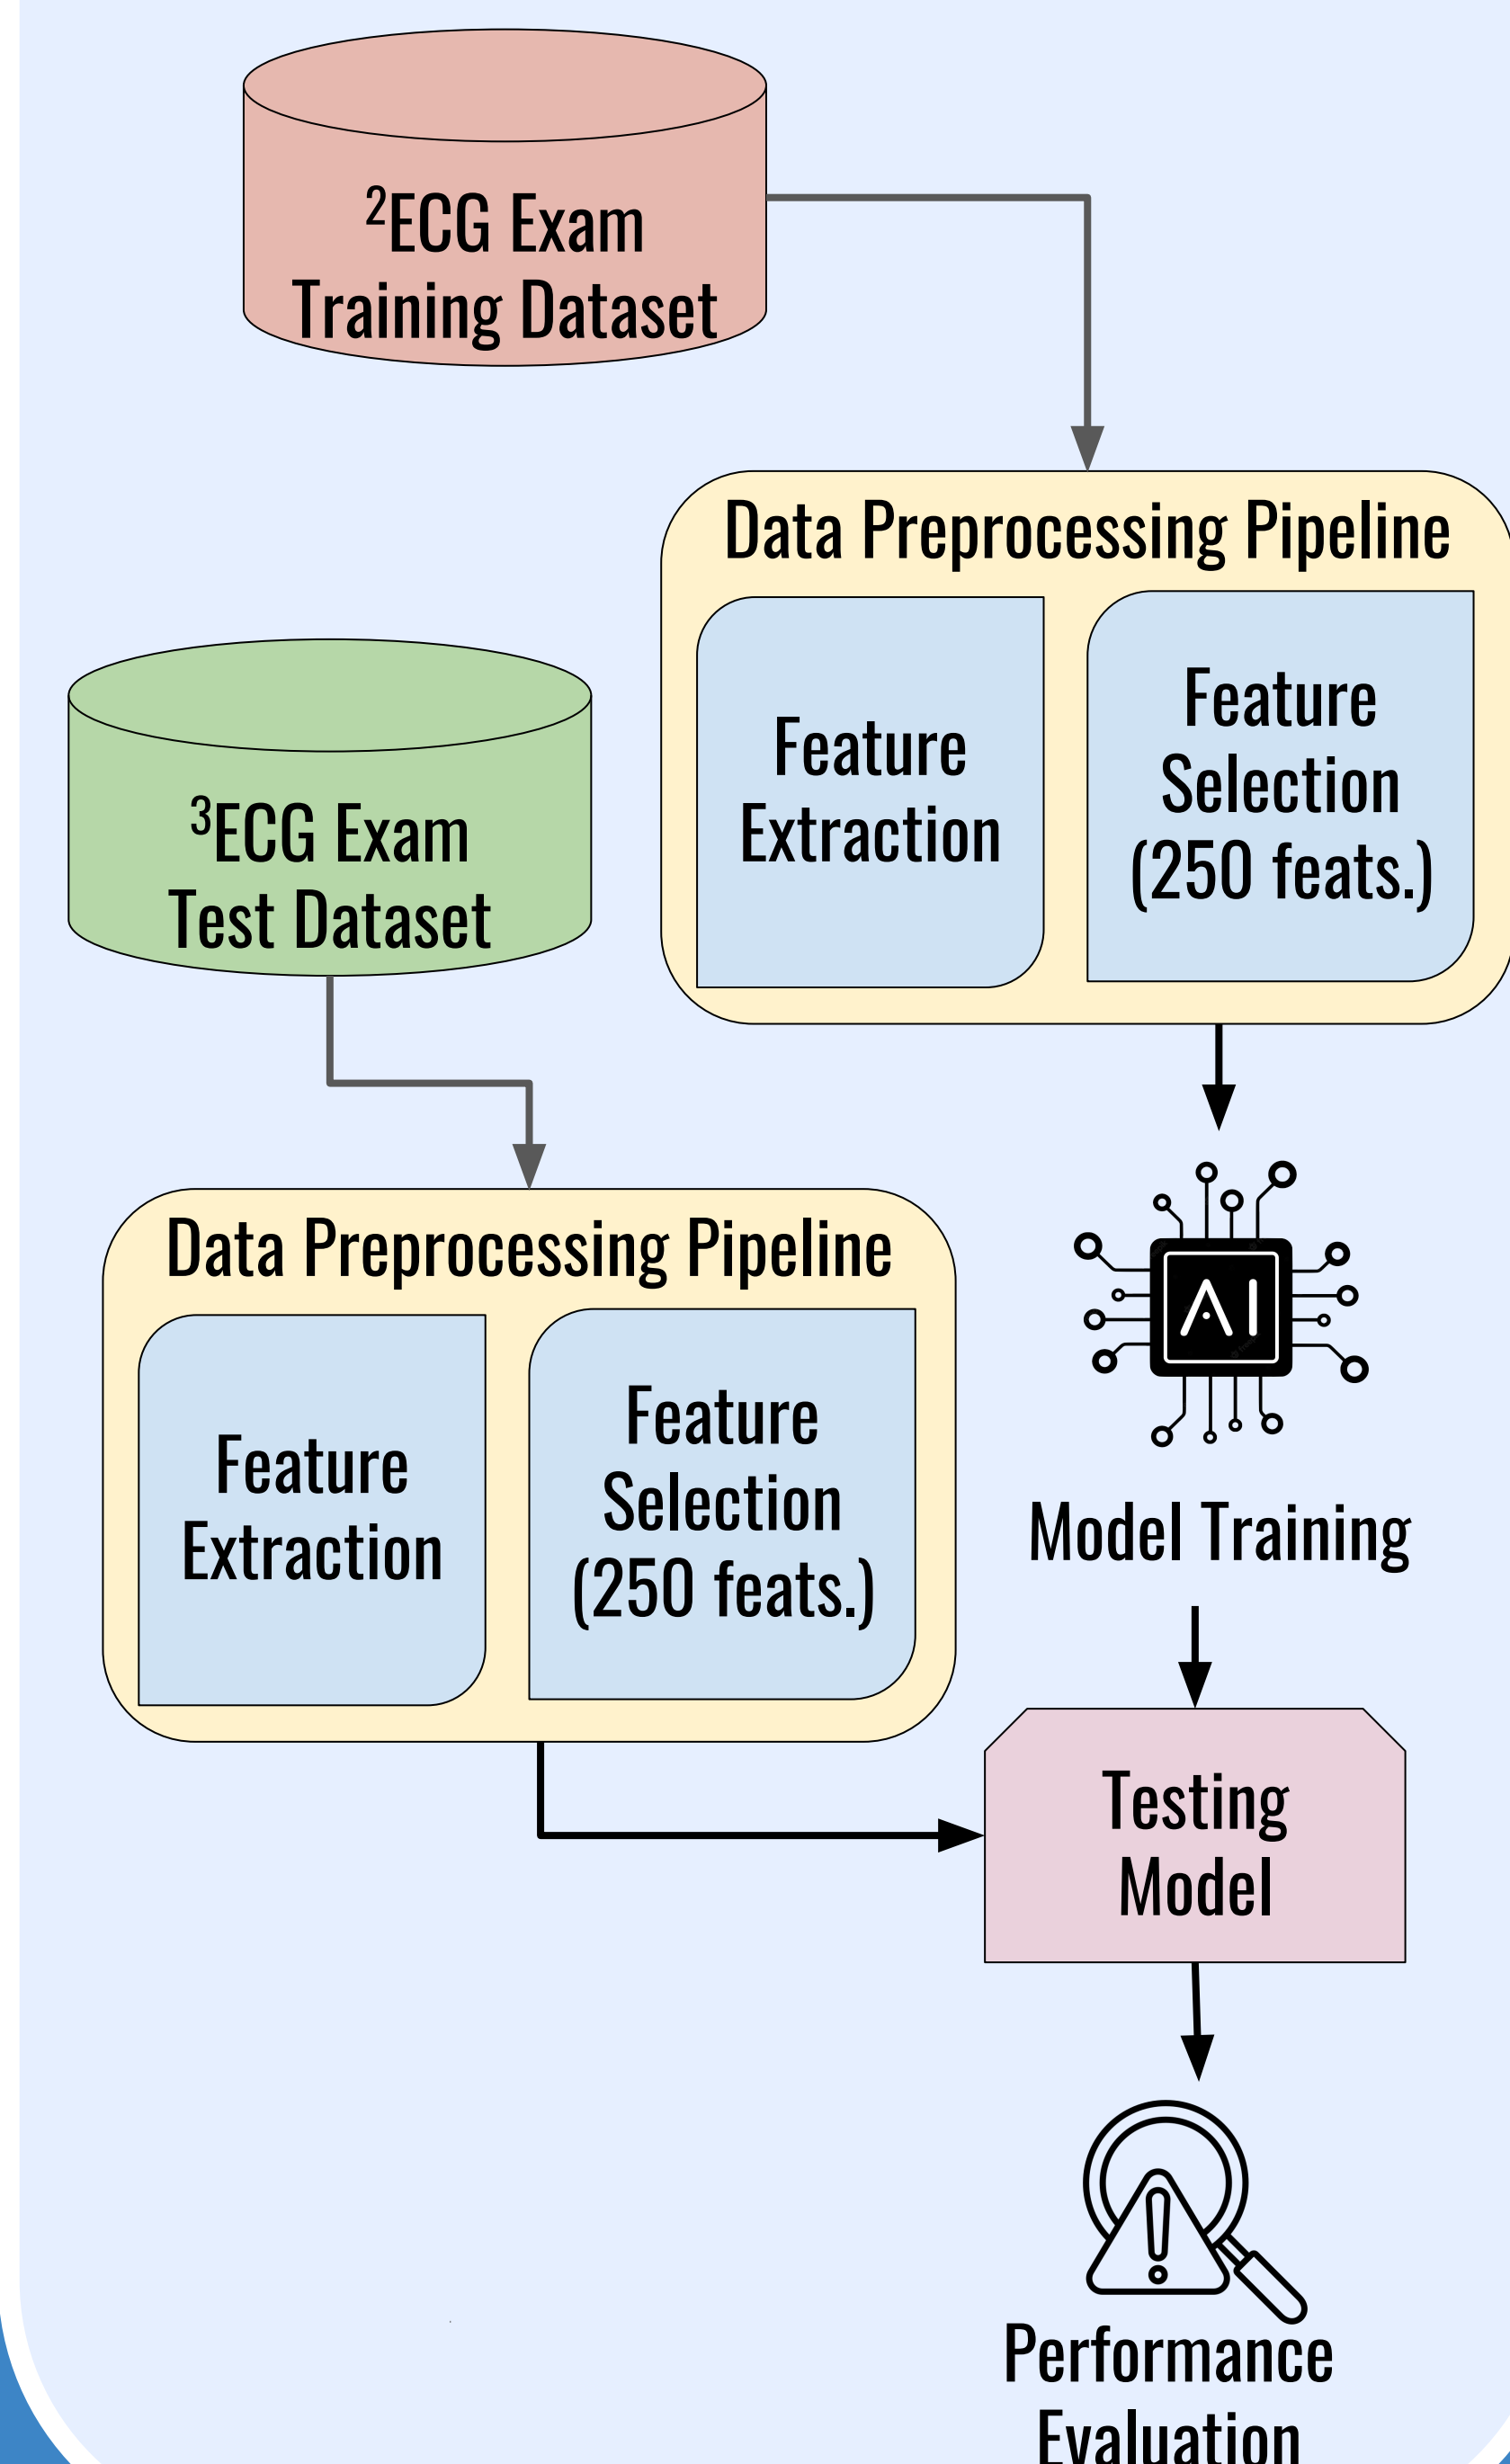 ²ECG Exam
Training Dataset
Data Preprocessing Pipeline
Feature
Extraction
Feature
Selection
(250 feats.)
³ECG Exam
Test Dataset
Data Preprocessing Pipeline
Feature
Extraction
Feature
Selection
(250 feats.)
AI
Model Training
Testing
Model
Performance
Evaluation